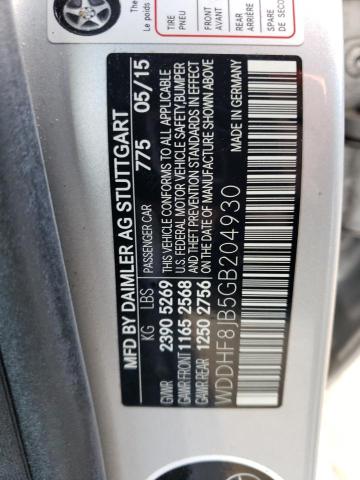 Le poids
TIRE
PNEU
FRONT
AVANT
REAR
ARRIÈRE
SPARE
DE SECO
MFD BY DAIMLER AG STUTTGART
PASSENGER CAR 775 05/15
KG LBS
GVWR 2390 5269
GAWR FRONT 1165 2568
GAWR REAR 1250 2756
THIS VEHICLE CONFORMS TO ALL APPLICABLE
U.S. FEDERAL MOTOR VEHICLE SAFETY, BUMPER
AND THEFT PREVENTION STANDARDS IN EFFECT
ON THE DATE OF MANUFACTURE SHOWN ABOVE
WDDHF8JB5GB204930
MADE IN GERMANY